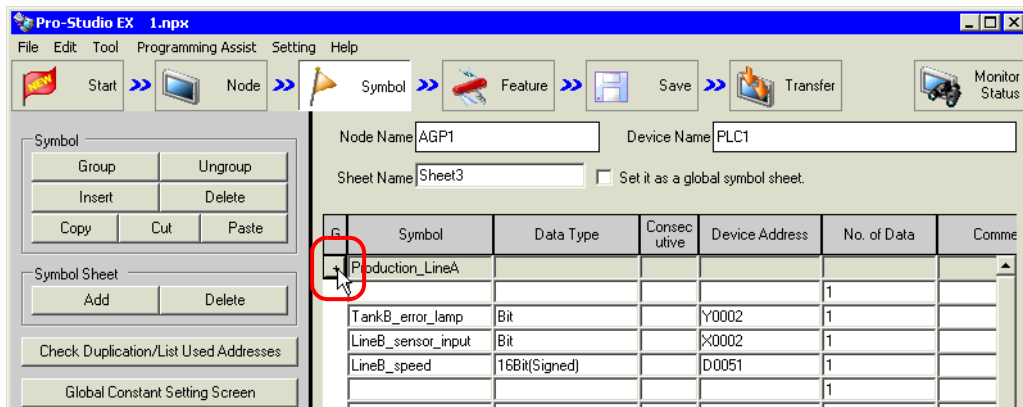 Pro-Studio EX 1.npx
File Edit Tool Programming Assist Setting Help
NEW Start Node Symbol Feature Save Transfer Monitor Status
Symbol
Group Ungroup
Insert Delete
Copy Cut Paste
Symbol Sheet
Add Delete
Check Duplication/List Used Addresses
Global Constant Setting Screen
Node Name AGP1 Device Name PLC1
Sheet Name Sheet3 Set it as a global symbol sheet.
G Symbol Data Type Consecutive Device Address No. of Data Comme
+ Production_LineA
1
TankB_error_lamp Bit Y0002 1
LineB_sensor_input Bit X0002 1
LineB_speed 16Bit(Signed) D0051 1
1